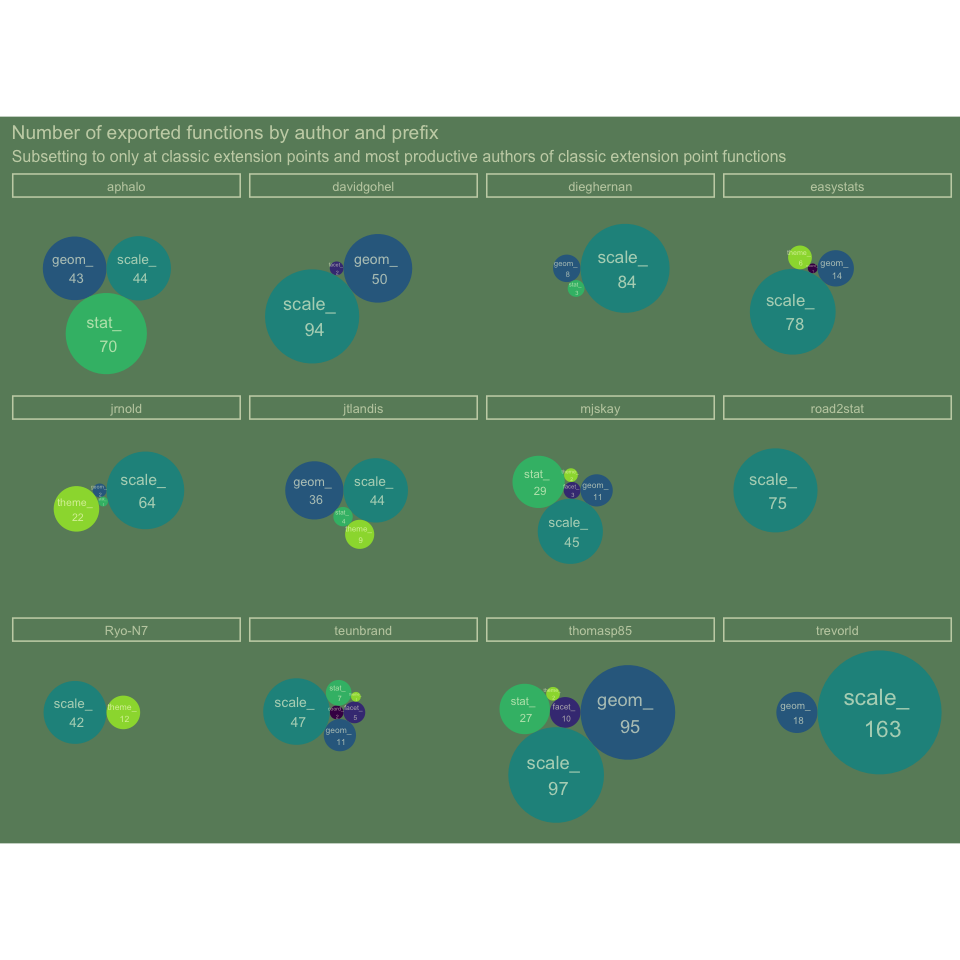 Number of exported functions by author and prefix
Subsetting to only at classic extension points and most productive authors of classic extension point functions
aphalo
davidgohel
dieghernan
easystats
geom_
43
scale_
44
stat_
70
geom_
50
scale_
94
geom_
8
scale_
84
stat_
3
theme_
6
geom_
14
scale_
78
jrnold
jtlandis
mjskay
road2stat
theme_
22
geom_
scale_
64
geom_
36
scale_
44
stat_
4
theme_
9
stat_
29
facet_
3
geom_
11
scale_
45
scale_
75
Ryo-N7
teunbrand
thomasp85
trevorld
scale_
42
theme_
12
scale_
47
stat_
7
facet_
5
geom_
11
stat_
27
facet_
10
geom_
95
scale_
97
geom_
18
scale_
163